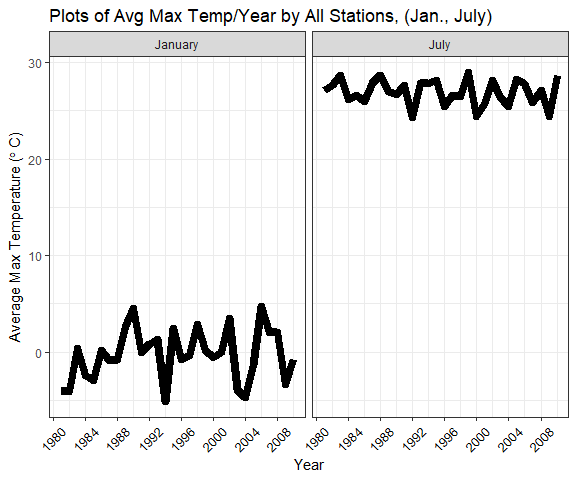 Plots of Avg Max Temp/Year by All Stations, (Jan., July)
January
July
Average Max Temperature (° C)
30
20
10
0
1980 1984 1988 1992 1996 2000 2004 2008
1980 1984 1988 1992 1996 2000 2004 2008
Year